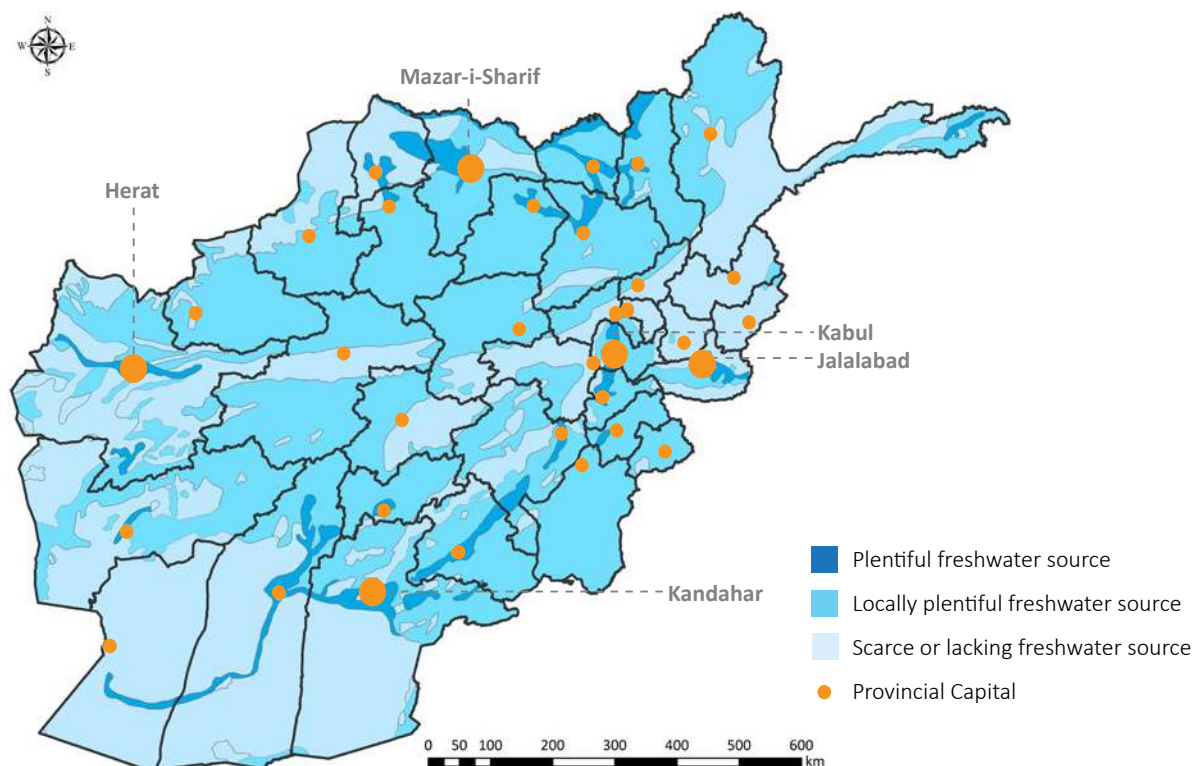 N
W E
S
Mazar-i-Sharif
Herat
Kabul
Jalalabad
Kandahar
Plentiful freshwater source
Locally plentiful freshwater source
Scarce or lacking freshwater source
Provincial Capital
0 50 100 200 300 400 500 600
km